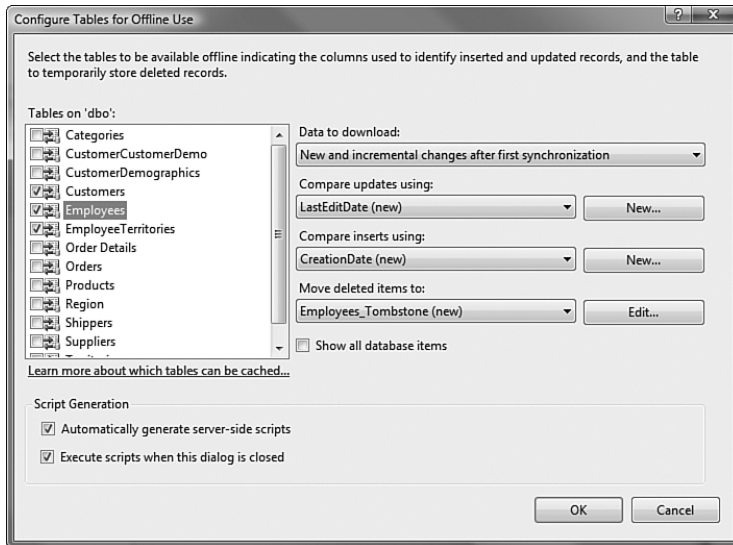 Configure Tables for Offline Use
Select the tables to be available offline indicating the columns used to identify inserted and updated records, and the table
to temporarily store deleted records.
Tables on 'dbo':
Categories
CustomerCustomerDemo
CustomerDemographics
Customers
Employees
EmployeeTerritories
Order Details
Orders
Products
Region
Shippers
Suppliers
Learn more about which tables can be cached...
Data to download:
New and incremental changes after first synchronization
Compare updates using:
LastEditDate (new)
New...
Compare inserts using:
CreationDate (new)
New...
Move deleted items to:
Employees_Tombstone (new)
Edit...
Show all database items
Script Generation
Automatically generate server-side scripts
Execute scripts when this dialog is closed
OK
Cancel